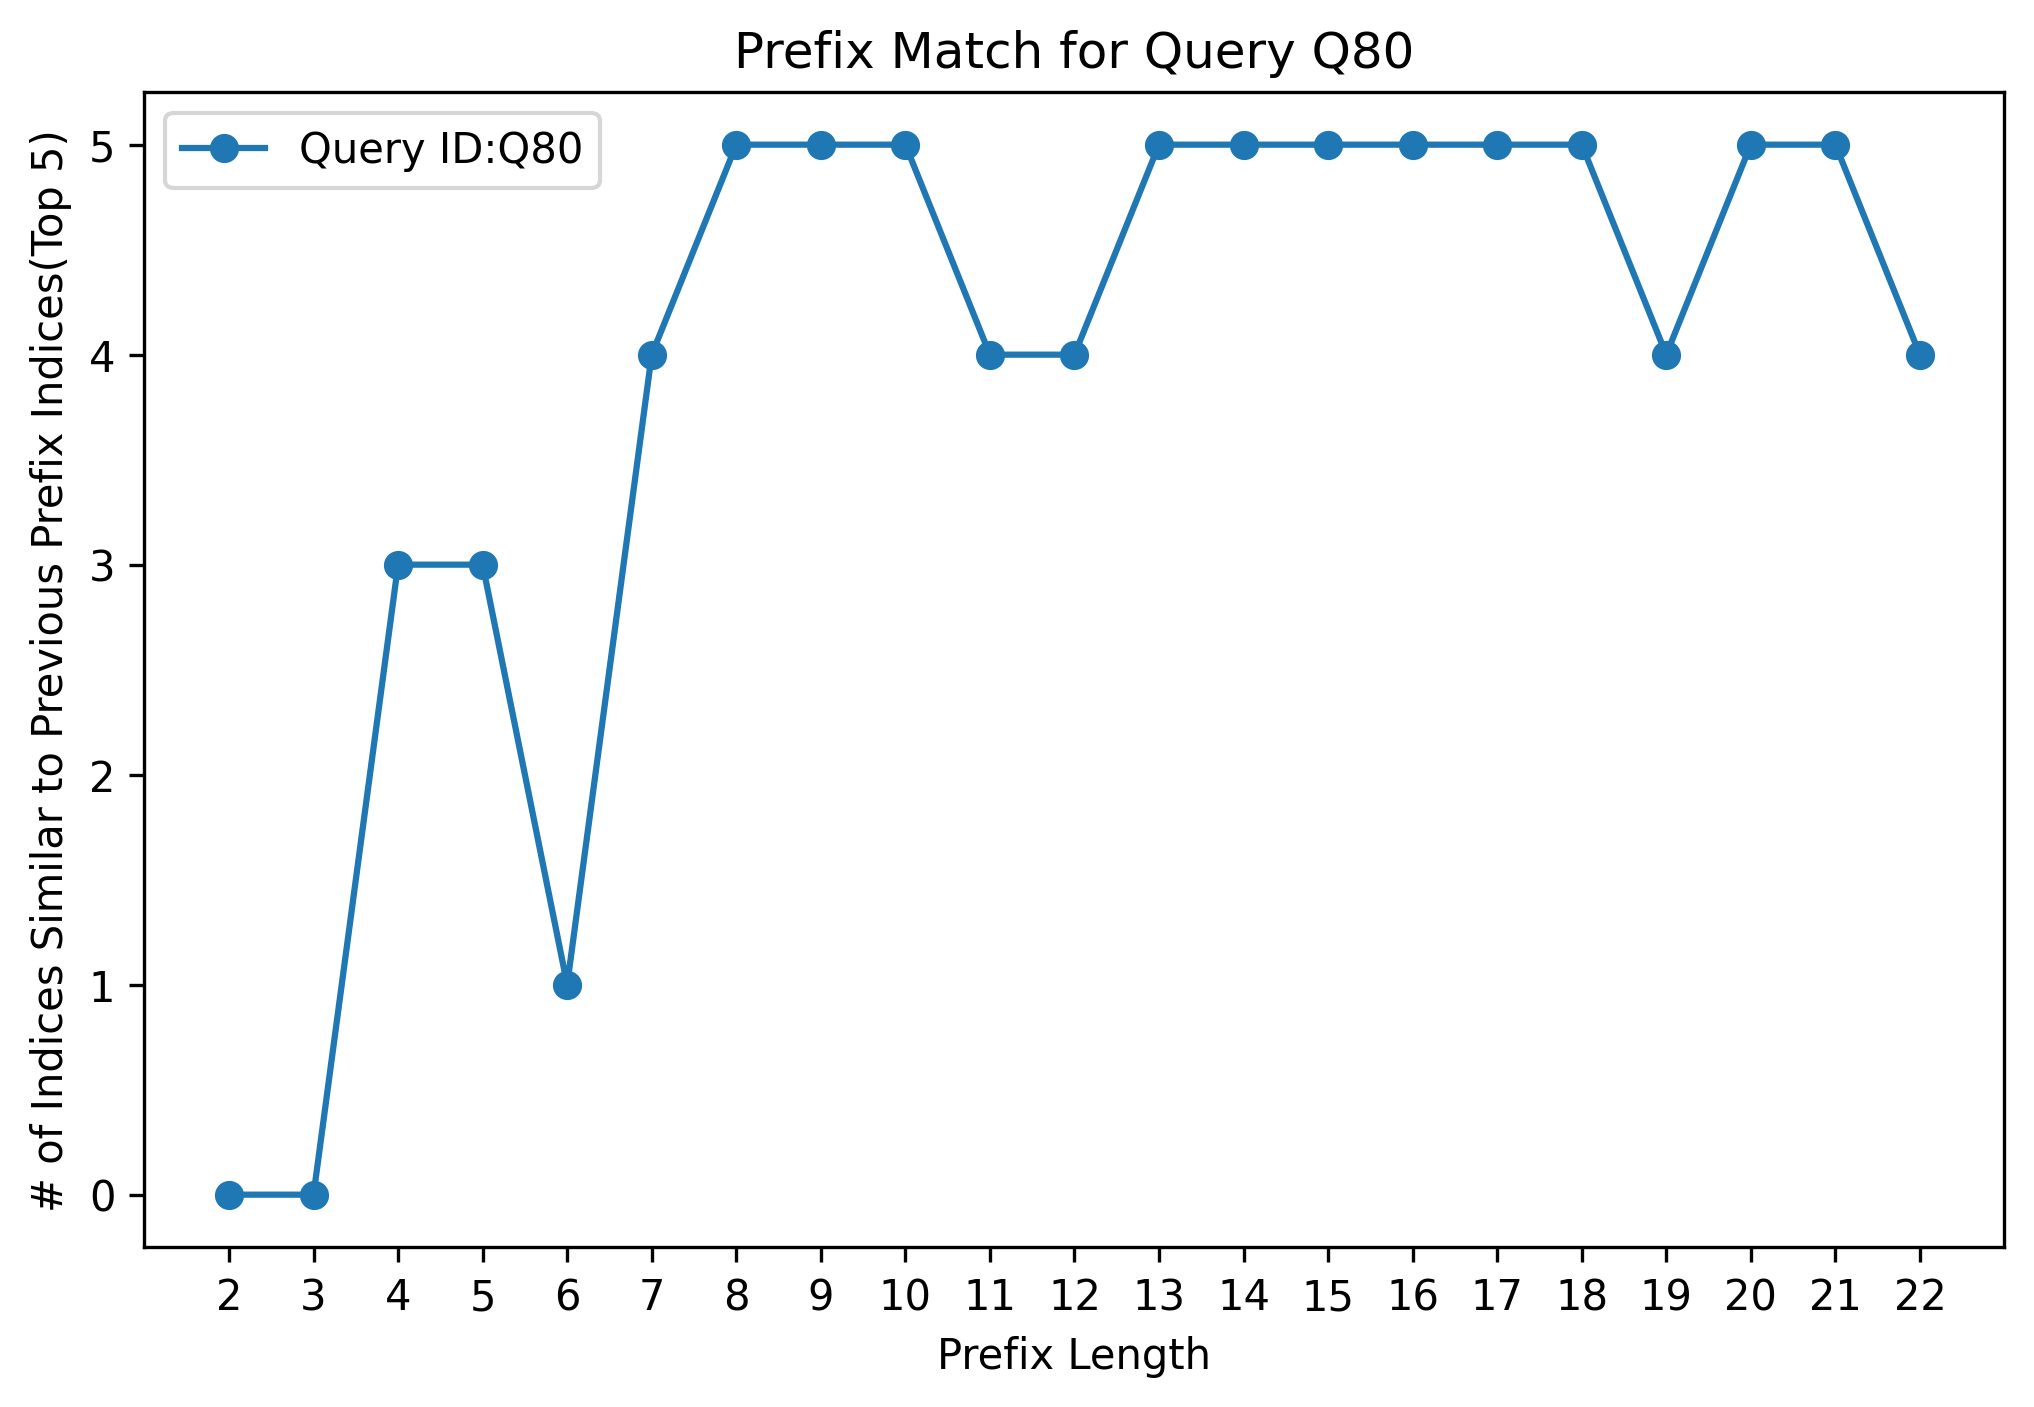 Prefix Match for Query Q80
Query ID:Q80
# of Indices Similar to Previous Prefix Indices(Top 5)
5
4
3
2
1
0
2 3 4 5 6 7 8 9 10 11 12 13 14 15 16 17 18 19 20 21 22
Prefix Length